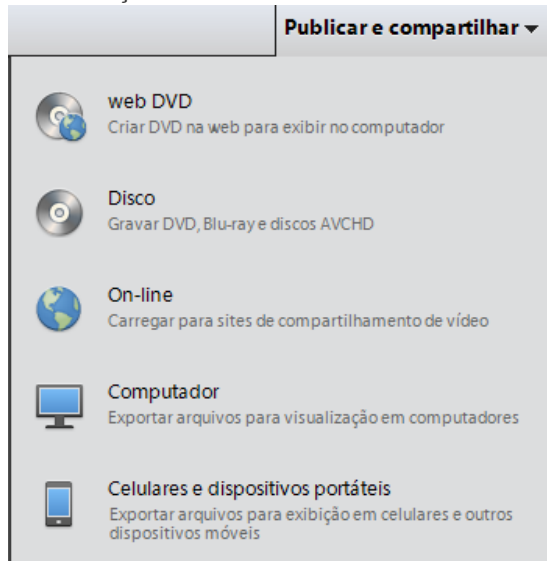 Publicar e compartilhar
web DVD
Criar DVD na web para exibir no computador
Disco
Gravar DVD, Blu-ray e discos AVCHD
On-line
Carregar para sites de compartilhamento de vídeo
Computador
Exportar arquivos para visualização em computadores
Celulares e dispositivos portáteis
Exportar arquivos para exibição em celulares e outros
dispositivos móveis